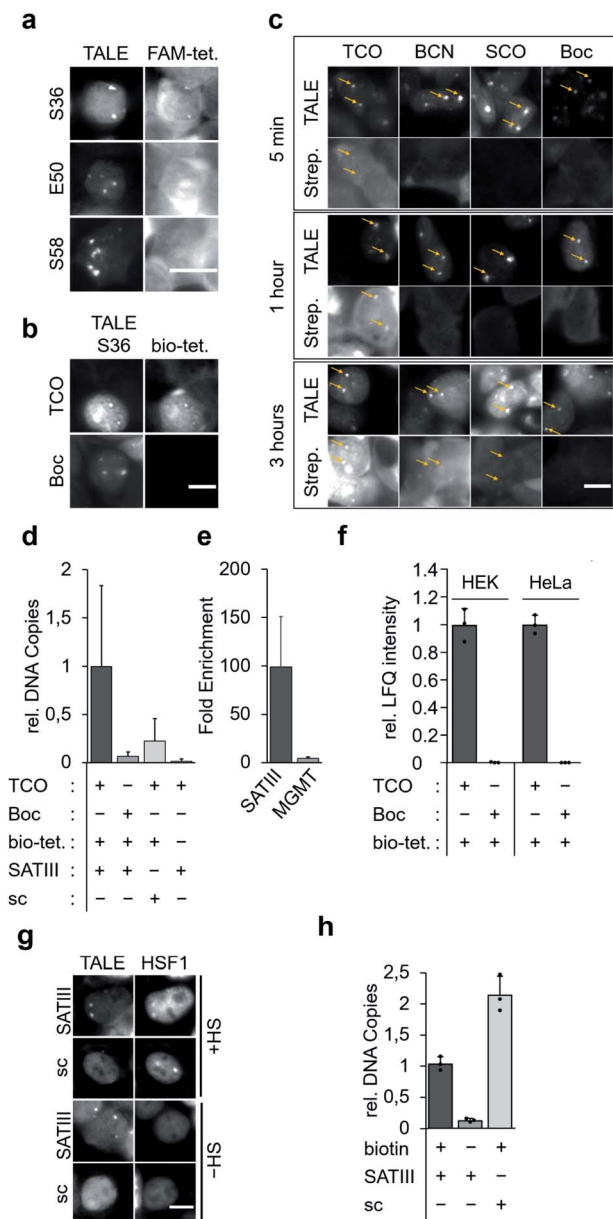 a
TALE FAM-tet.
S36
E50
S58
b
TALE
S36 bio-tet.
TCO
Boc
c
TCO BCN SCO Boc
5 min
TALE
Strep.
1 hour
TALE
Strep.
3 hours
TALE
Strep.
d
rel. DNA Copies
2
1,5
1
0,5
0
TCO : + − + +
Boc : − + − −
bio-tet. : + + + −
SATIII : + + − +
sc : − − + −
e
Fold Enrichment
200
150
100
50
0
SATIII
MGMT
f
rel. LFQ intensity
HEK HeLa
1.4
1.2
1
0.8
0.6
0.4
0.2
0
TCO : + − + −
Boc : − + − +
bio-tet. : + + + +
g
TALE HSF1
SATIII
sc
+HS
SATIII
sc
−HS
h
rel. DNA Copies
2,5
2
1,5
1
0,5
0
biotin + − +
SATIII + + −
sc − − +